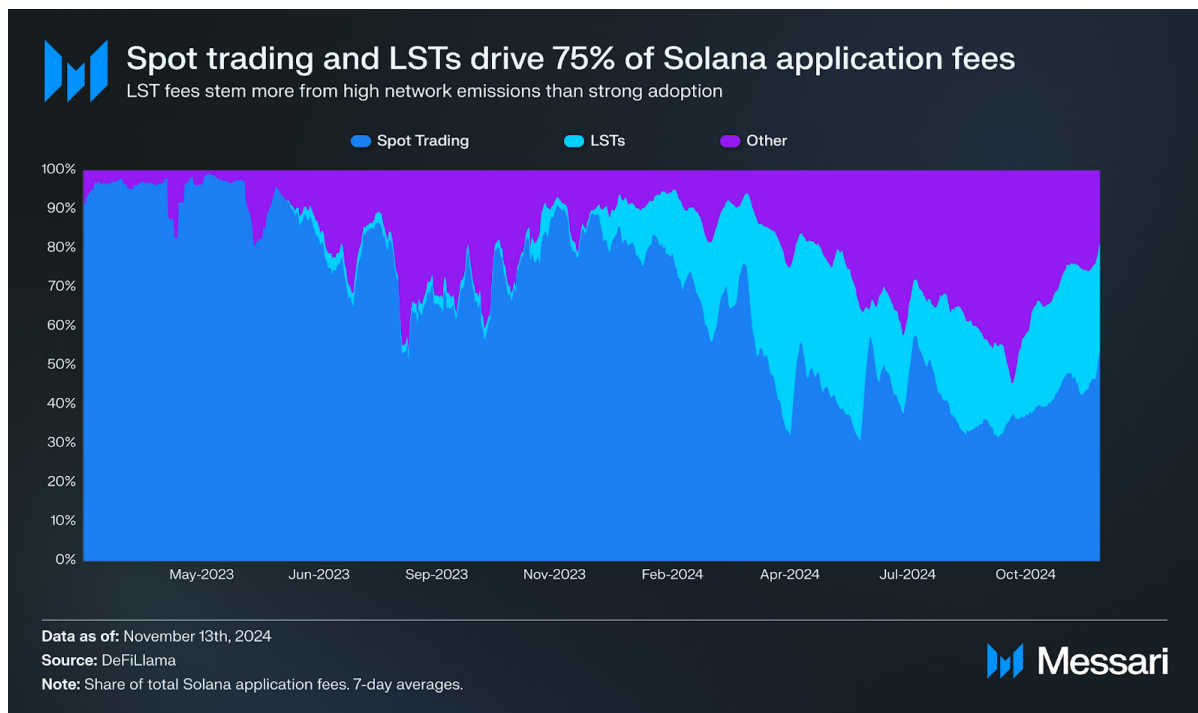 Spot trading and LSTs drive 75% of Solana application fees
LST fees stem more from high network emissions than strong adoption
Spot Trading LSTs Other
100%
90%
80%
70%
60%
50%
40%
30%
20%
10%
0%
May-2023 Jun-2023 Sep-2023 Nov-2023 Feb-2024 Apr-2024 Jul-2024 Oct-2024
Data as of: November 13th, 2024
Source: DeFiLlama
Note: Share of total Solana application fees. 7-day averages.
Messari